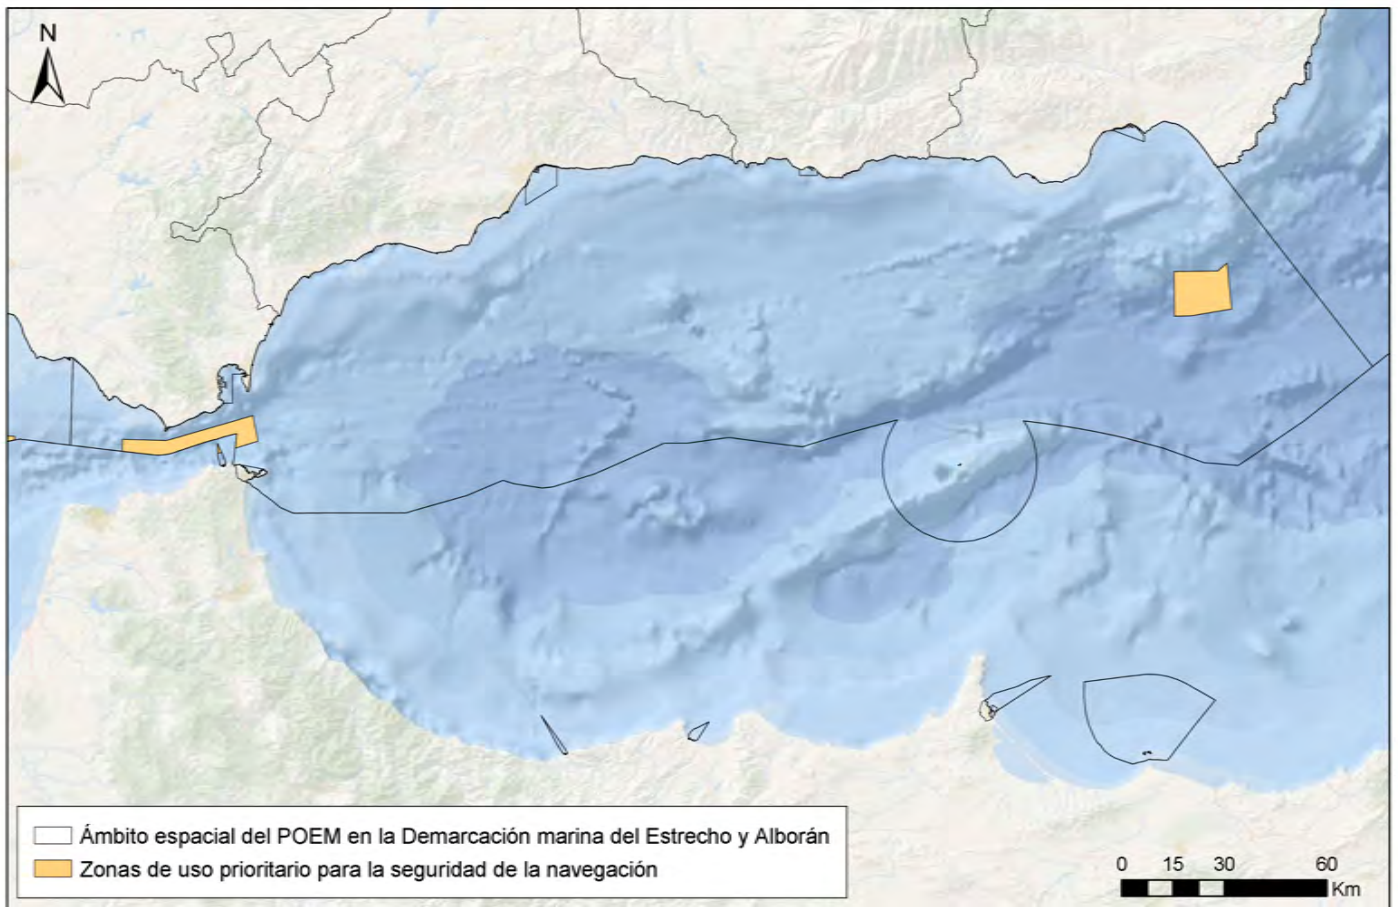 N
Ámbito espacial del POEM en la Demarcación marina del Estrecho y Alborán
Zonas de uso prioritario para la seguridad de la navegación
0 15 30 60
Km